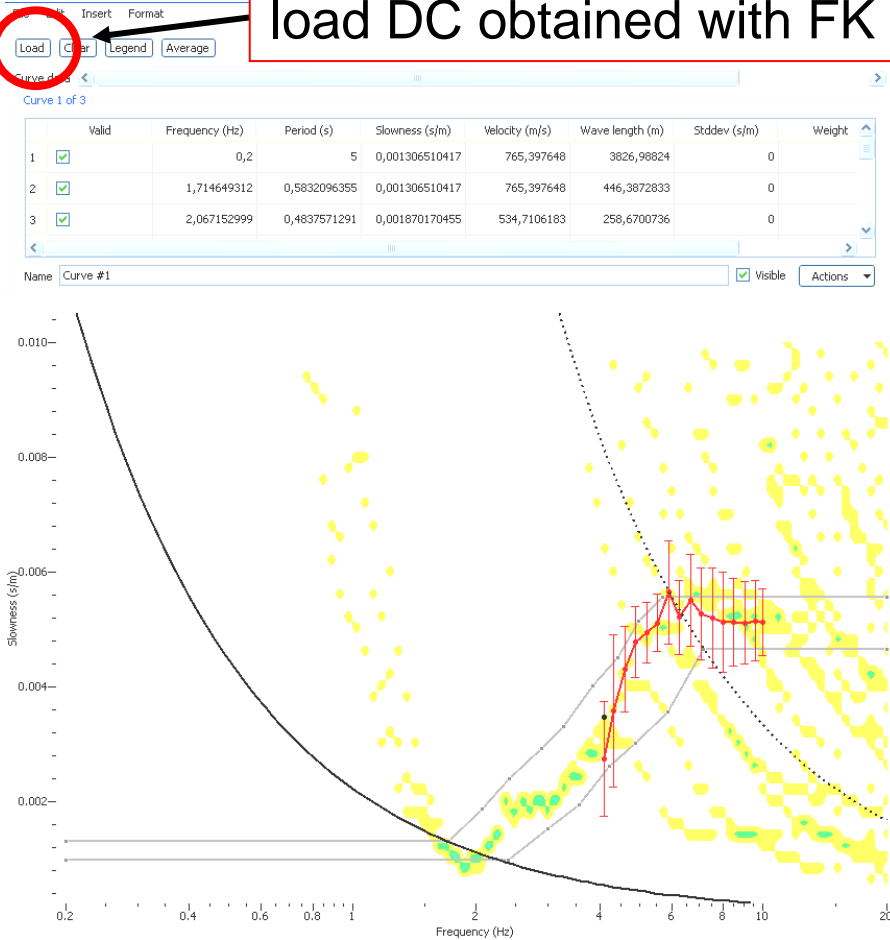 load DC obtained with FK
Edit Insert Format
Load Clear Legend Average
Curve data
Curve 1 of 3
Valid Frequency (Hz) Period (s) Slowness (s/m) Velocity (m/s) Wave length (m) Stddev (s/m) Weight
1 0,2 5 0,001306510417 765,397648 3826,98824 0
2 1,714649312 0,5832096355 0,001306510417 765,397648 446,3872833 0
3 2,067152999 0,4837571291 0,001870170455 534,7106183 258,6700736 0
Name Curve #1 Visible Actions
0.010
0.008
0.006
0.004
0.002
Slowness (s/m)
0.2 0.4 0.6 0.8 1 2 4 6 8 10 20
Frequency (Hz)